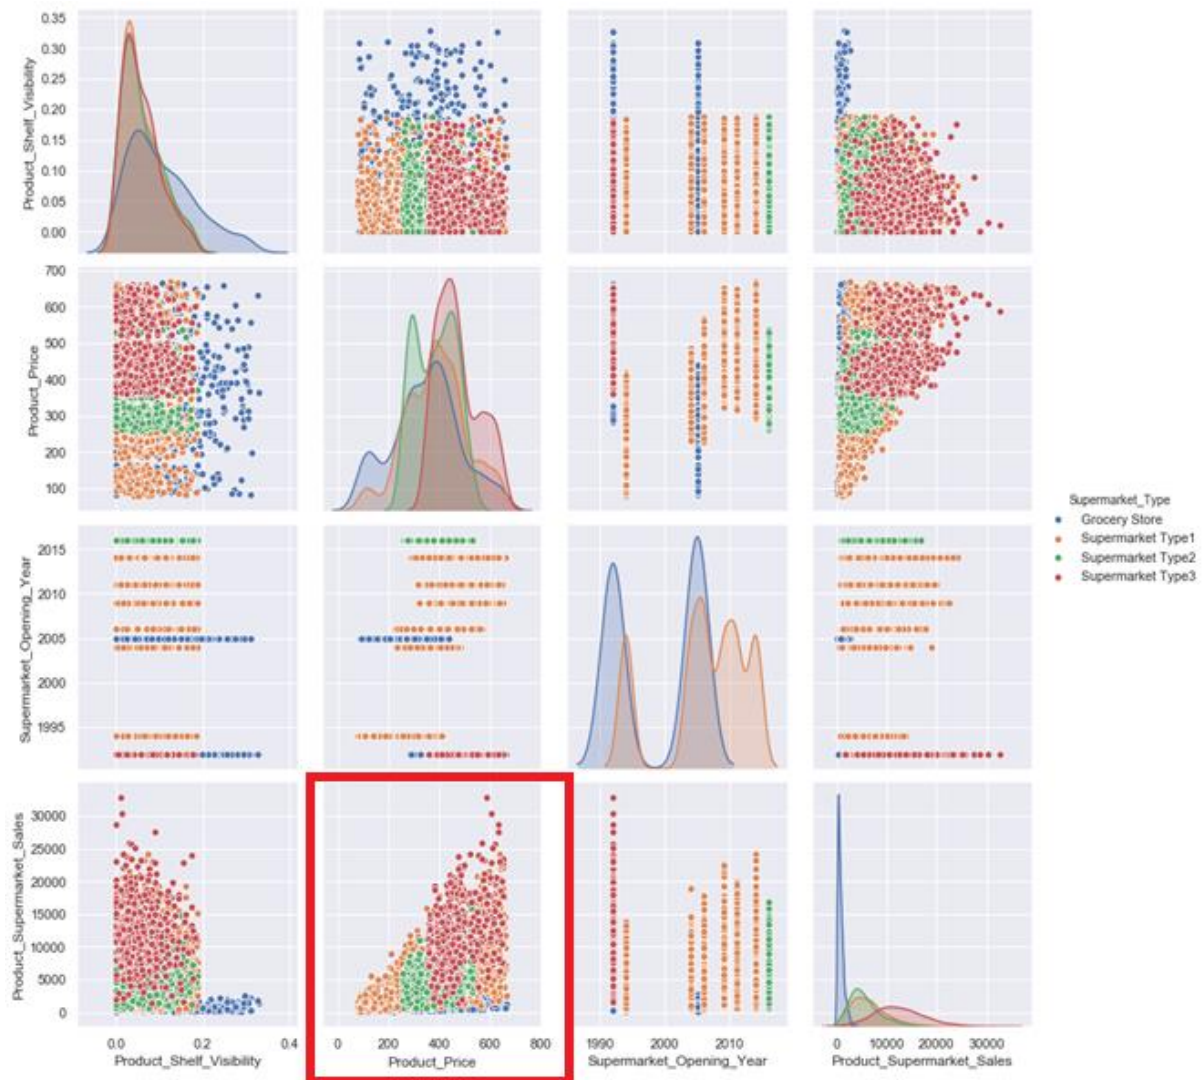 0.35
0.30
0.25
0.20
0.15
0.10
0.05
0.00
Product_Shelf_Visibility
700
600
500
400
300
200
100
Product_Price
Supermarket_Type
Grocery Store
Supermarket Type1
Supermarket Type2
Supermarket Type3
2015
2010
2005
2000
1995
Supermarket_Opening_Year
30000
25000
20000
15000
10000
5000
0
Product_Supermarket_Sales
0.0 0.2 0.4
Product_Shelf_Visibility
0 200 400 600 800
Product_Price
1990 2000 2010
Supermarket_Opening_Year
0 10000 20000 30000
Product_Supermarket_Sales